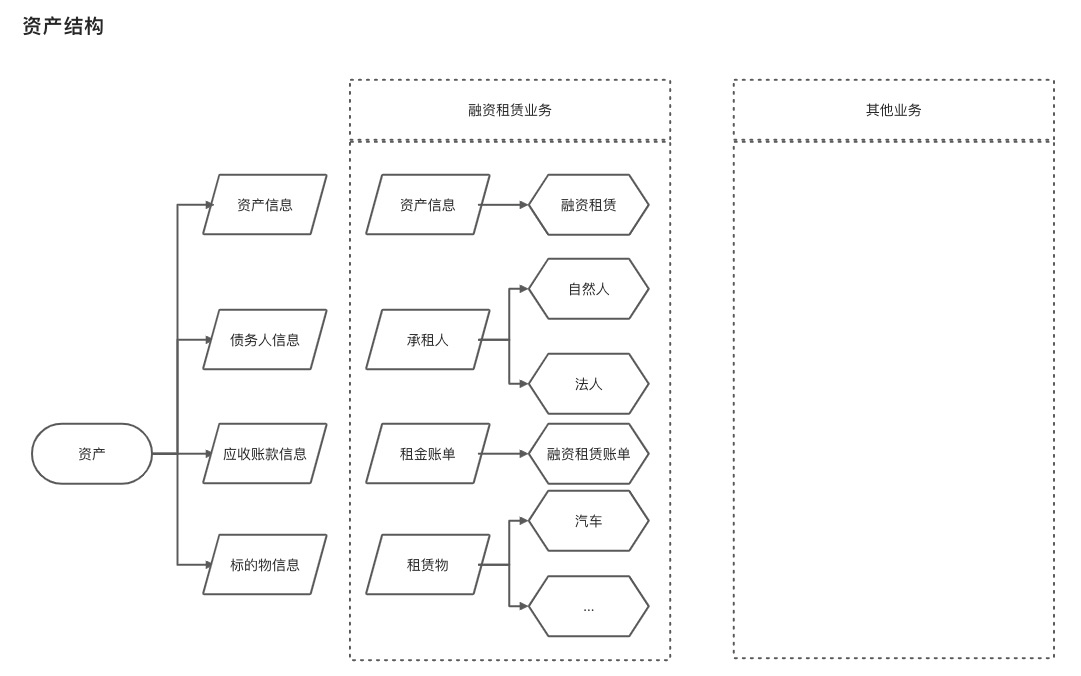 资产结构
融资租赁业务
其他业务
资产信息
资产信息
融资租赁
自然人
债务人信息
承租人
法人
资产
应收账款信息
租金账单
融资租赁账单
汽车
标的物信息
租赁物
...